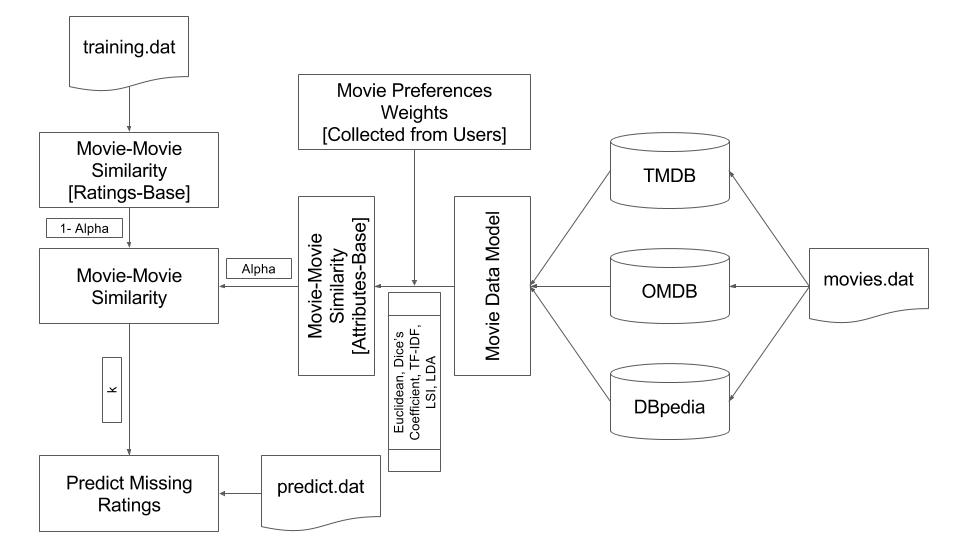 training.dat
Movie Preferences
Weights
[Collected from Users]
Movie-Movie
Similarity
[Ratings-Base]
TMDB
1- Alpha
Movie-Movie
Similarity
Alpha
Movie-Movie
Similarity
[Attributes-Base]
Movie Data Model
OMDB
movies.dat
Euclidean, Dice's
Coefficient, TF-IDF,
LSI, LDA
k
DBpedia
Predict Missing
Ratings
predict.dat